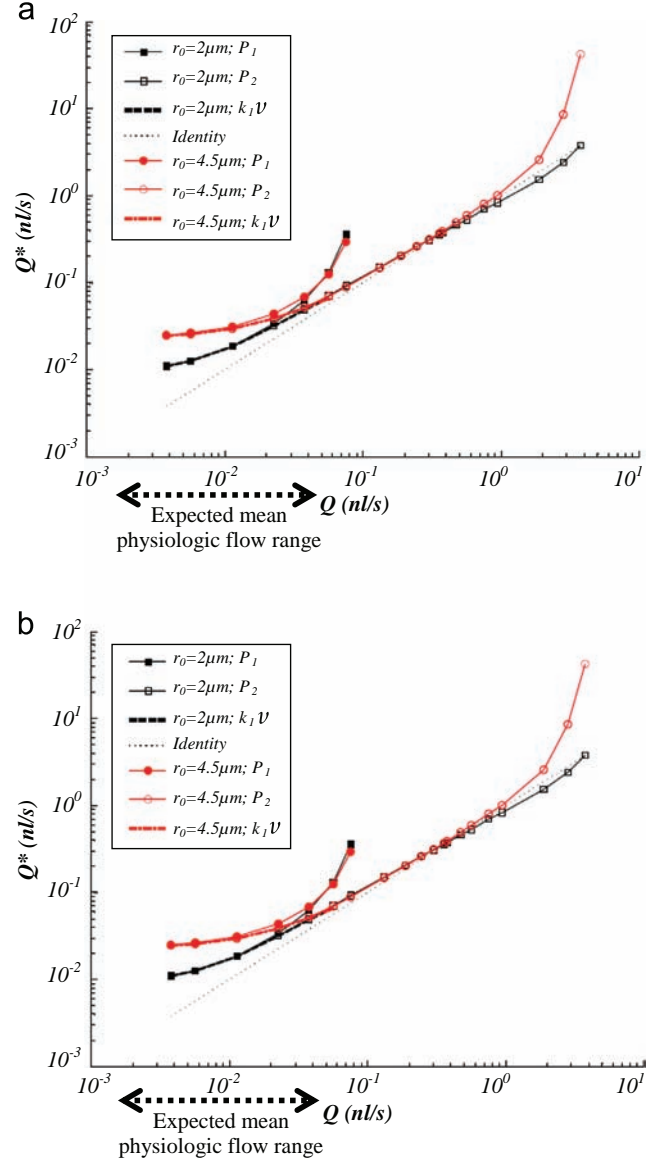 a
10²
10¹
10⁰
10⁻¹
10⁻²
10⁻³
Q* (nl/s)
r₀=2µm; P₁
r₀=2µm; P₂
r₀=2µm; k₁υ
Identity
r₀=4.5µm; P₁
r₀=4.5µm; P₂
r₀=4.5µm; k₁υ
10⁻³ 10⁻² 10⁻¹ 10⁰ 10¹
Q (nl/s)
Expected mean
physiologic flow range
b
10²
10¹
10⁰
10⁻¹
10⁻²
10⁻³
Q* (nl/s)
r₀=2µm; P₁
r₀=2µm; P₂
r₀=2µm; k₁υ
Identity
r₀=4.5µm; P₁
r₀=4.5µm; P₂
r₀=4.5µm; k₁υ
10⁻³ 10⁻² 10⁻¹ 10⁰ 10¹
Q (nl/s)
Expected mean
physiologic flow range